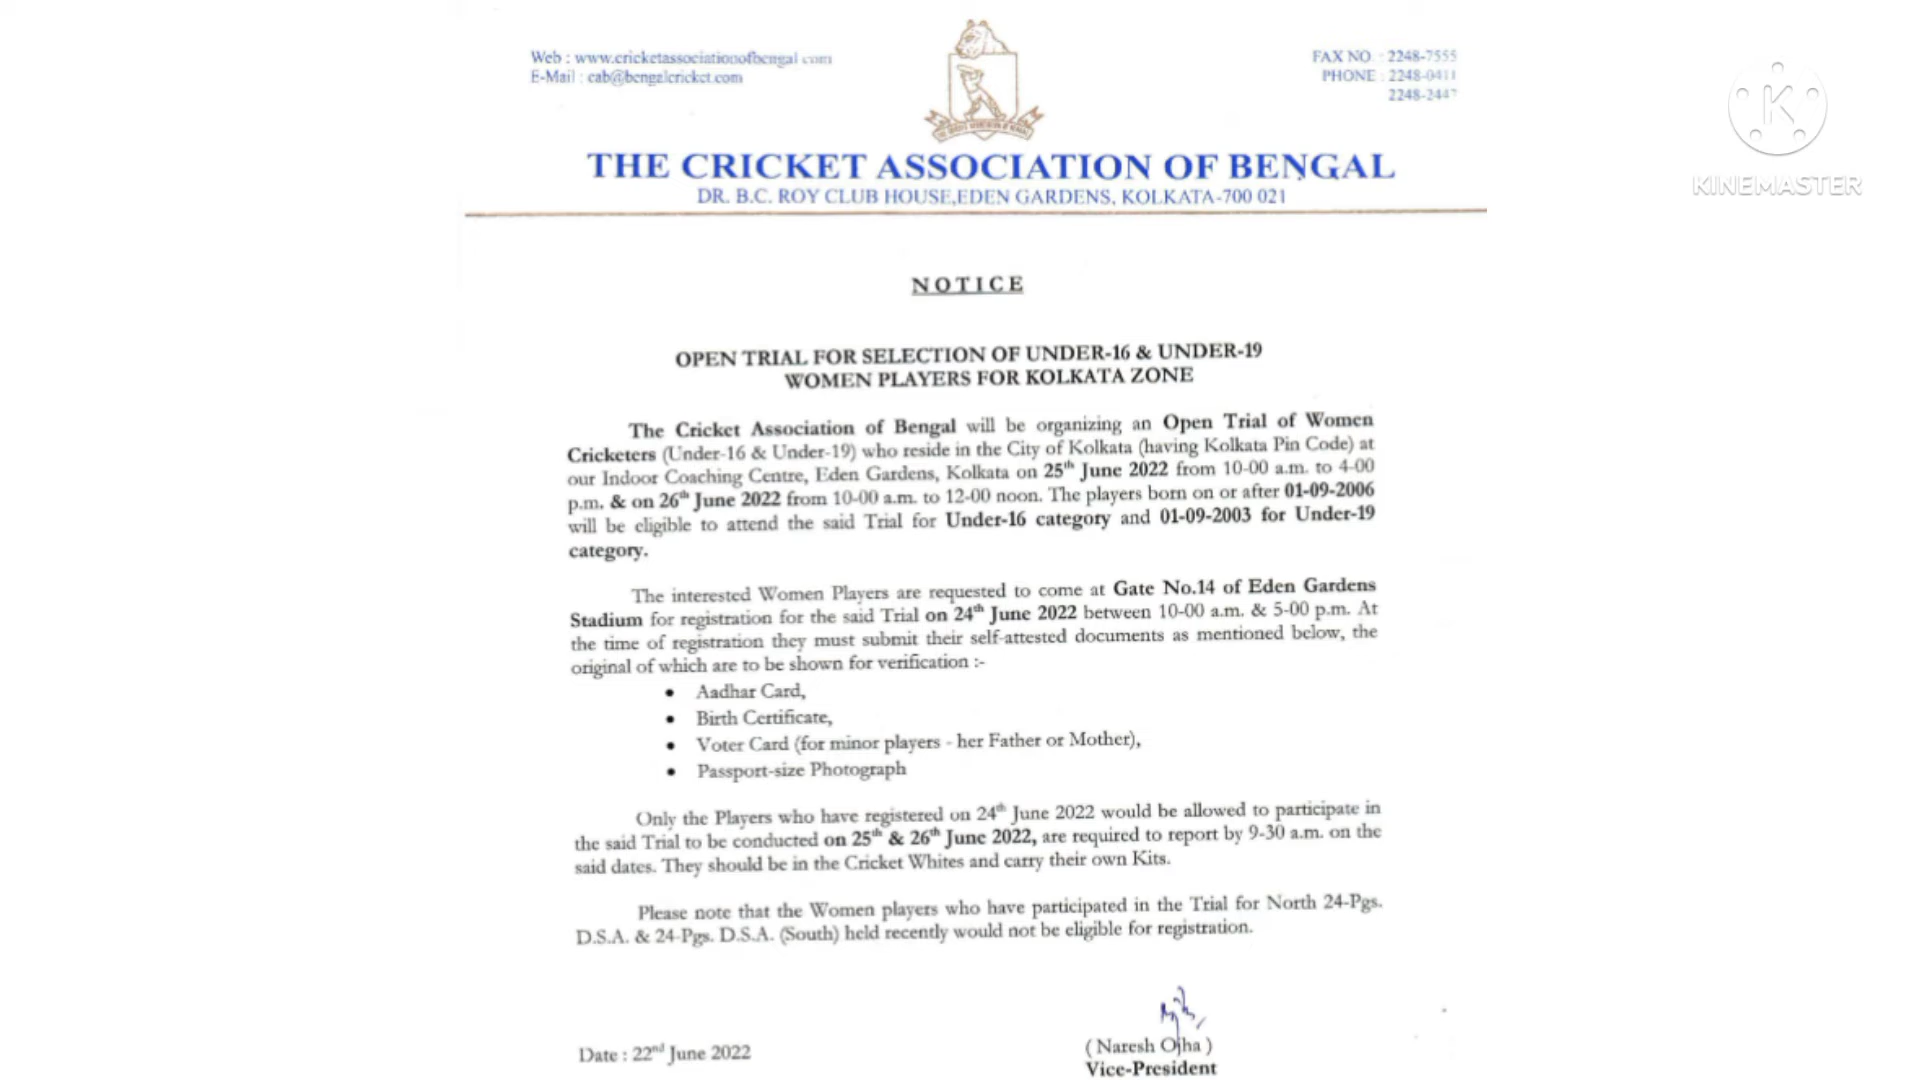 Web : www.cricketassociationofbengal.com
E-Mail : cab@bengalcricket.com
FAX NO. : 2248-7555
PHONE : 2248-0411
2248-2447
THE CRICKET ASSOCIATION OF BENGAL
THE CRICKET ASSOCIATION OF BENGAL
DR. B.C. ROY CLUB HOUSE,EDEN GARDENS, KOLKATA-700 021
K
KINEMASTER
NOTICE
OPEN TRIAL FOR SELECTION OF UNDER-16 & UNDER-19
WOMEN PLAYERS FOR KOLKATA ZONE
The Cricket Association of Bengal will be organizing an Open Trial of Women
Cricketers (Under-16 & Under-19) who reside in the City of Kolkata (having Kolkata Pin Code) at
our Indoor Coaching Centre, Eden Gardens, Kolkata on 25th June 2022 from 10-00 a.m. to 4-00
p.m. & on 26th June 2022 from 10-00 a.m. to 12-00 noon. The players born on or after 01-09-2006
will be eligible to attend the said Trial for Under-16 category and 01-09-2003 for Under-19
category.
The interested Women Players are requested to come at Gate No.14 of Eden Gardens
Stadium for registration for the said Trial on 24th June 2022 between 10-00 a.m. & 5-00 p.m. At
the time of registration they must submit their self-attested documents as mentioned below, the
original of which are to be shown for verification :-
• Aadhar Card,
• Birth Certificate,
• Voter Card (for minor players - her Father or Mother),
• Passport-size Photograph
Only the Players who have registered on 24th June 2022 would be allowed to participate in
the said Trial to be conducted on 25th & 26th June 2022, are required to report by 9-30 a.m. on the
said dates. They should be in the Cricket Whites and carry their own Kits.
Please note that the Women players who have participated in the Trial for North 24-Pgs.
D.S.A. & 24-Pgs. D.S.A. (South) held recently would not be eligible for registration.
Date : 22nd June 2022
( Naresh Ojha )
Vice-President